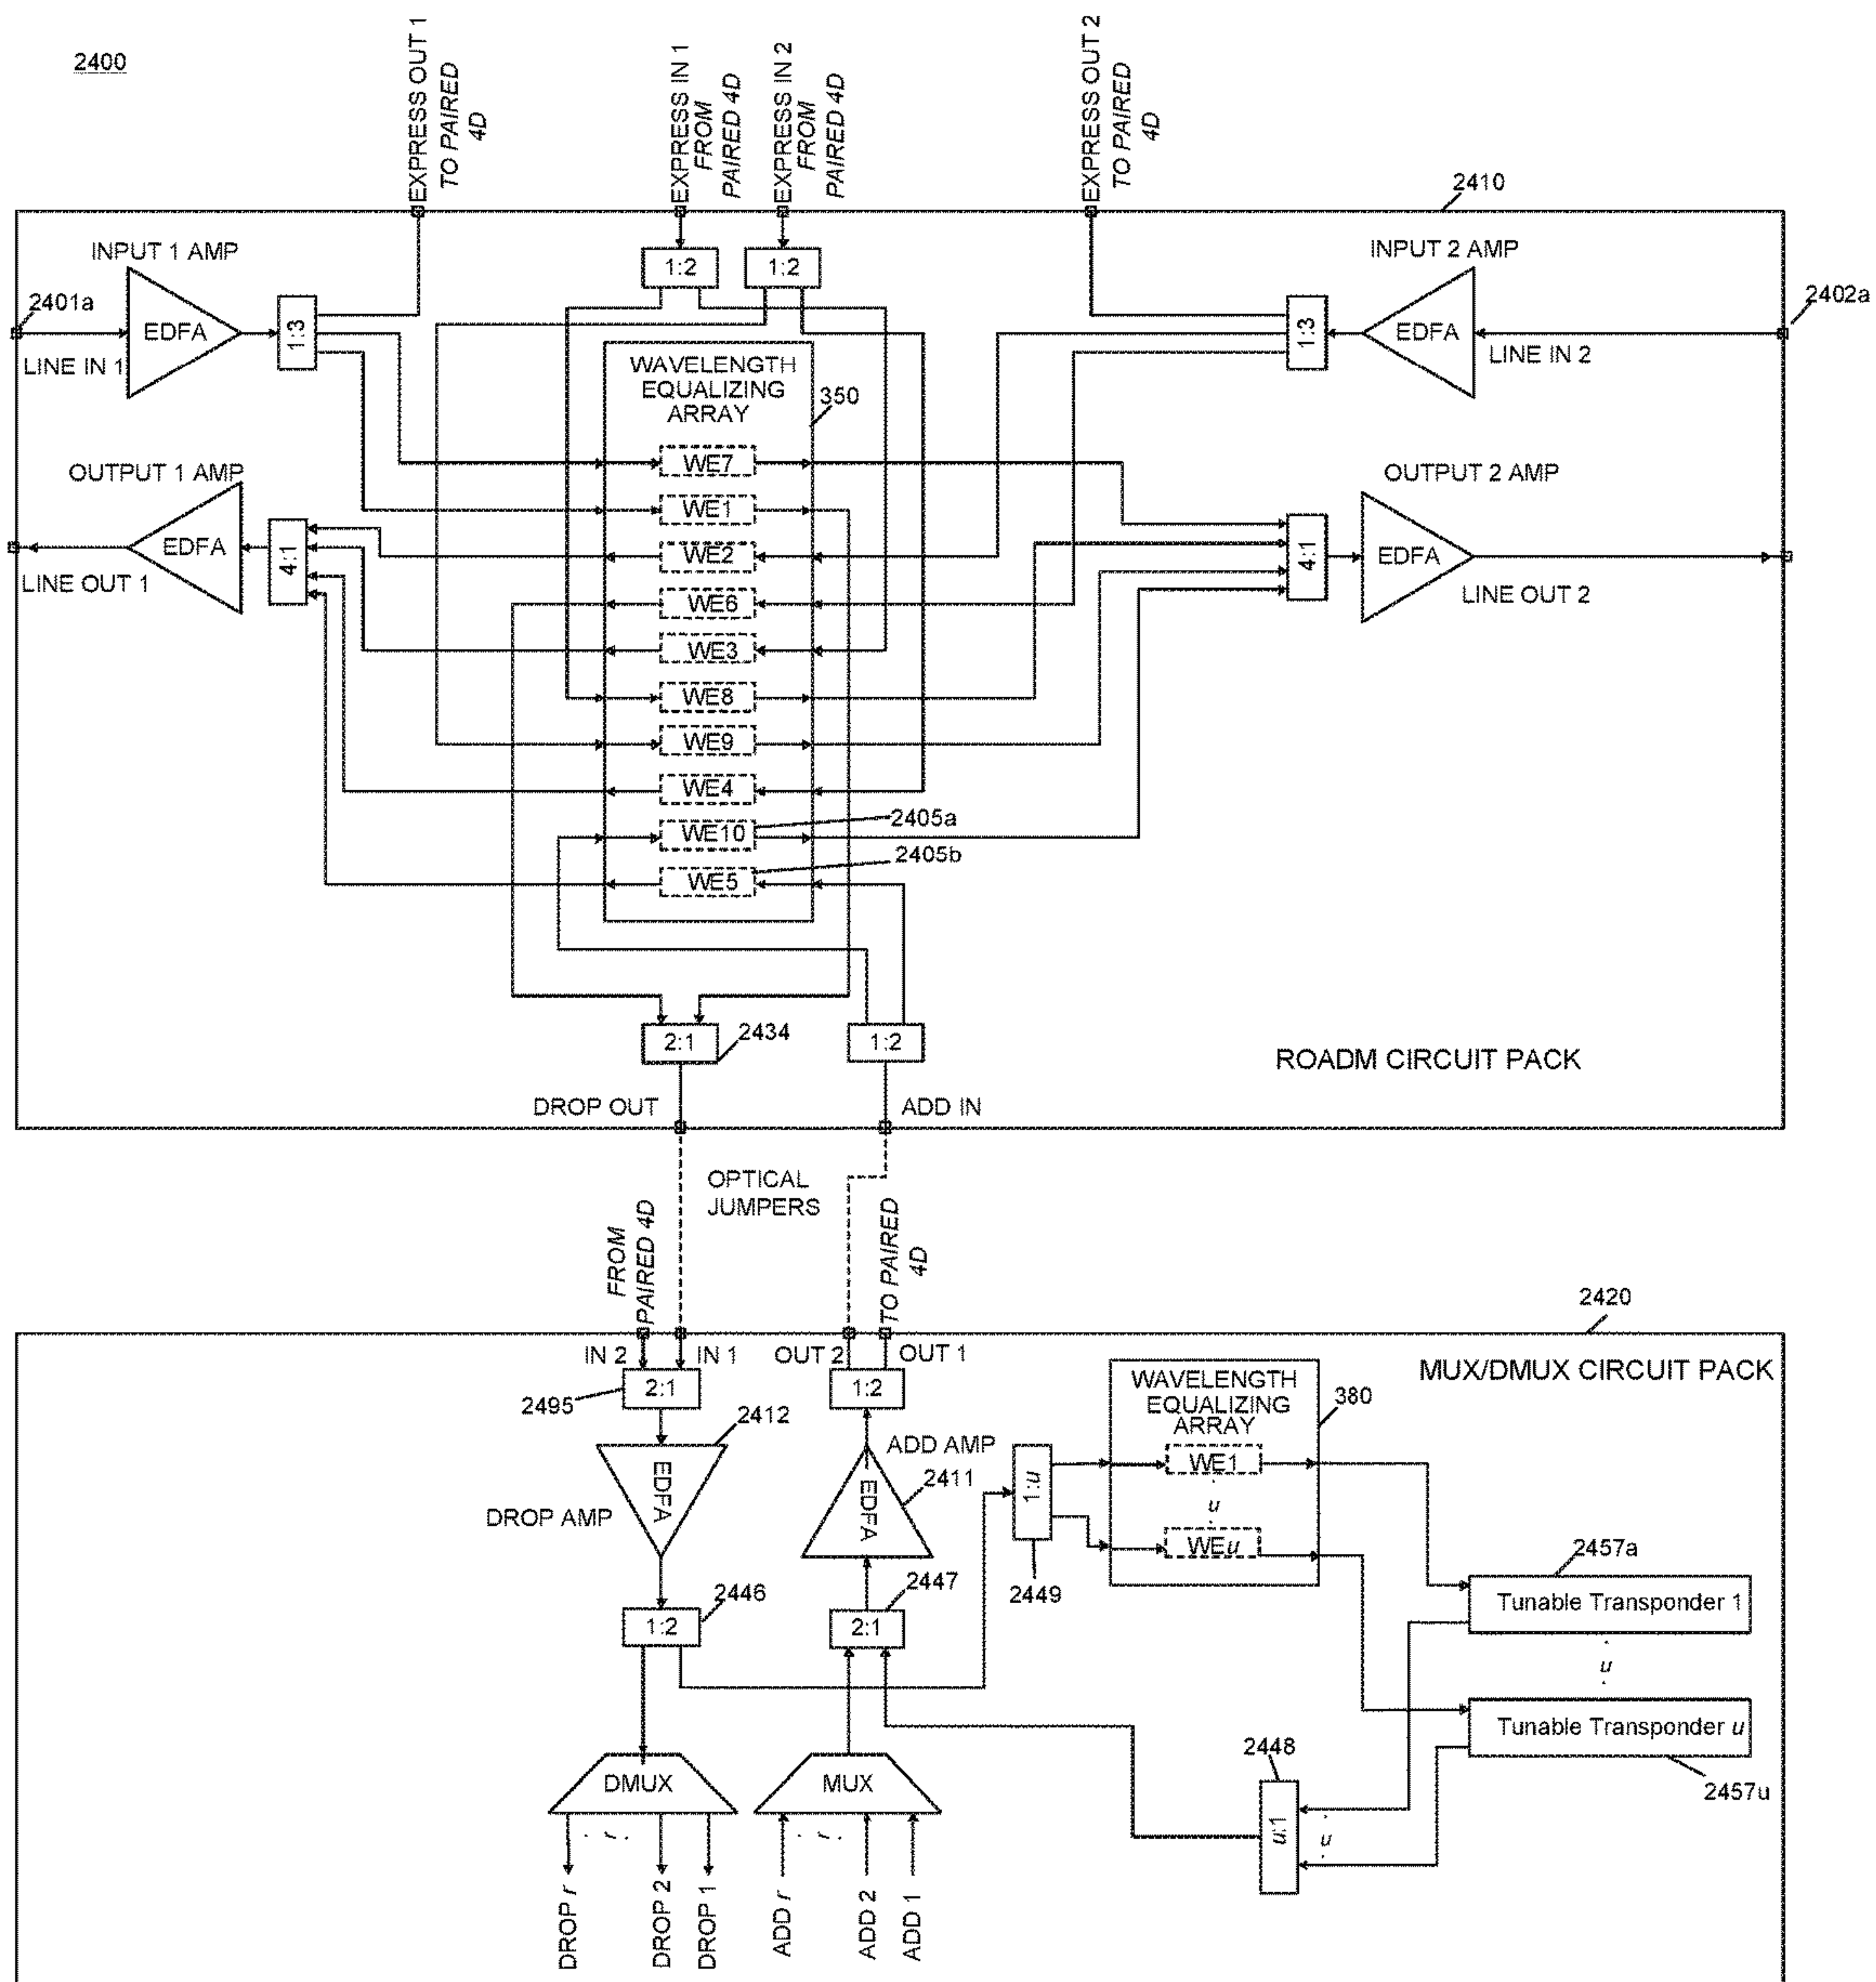 2400
EXPRESS OUT 1
TO PAIRED
4D
EXPRESS IN 1
FROM
PAIRED 4D
EXPRESS IN 2
FROM
PAIRED 4D
EXPRESS OUT 2
TO PAIRED
4D
2410
INPUT 1 AMP
2401a
EDFA
LINE IN 1
1:3
1:2
1:2
INPUT 2 AMP
2402a
1:3
EDFA
LINE IN 2
WAVELENGTH
EQUALIZING
ARRAY
350
OUTPUT 1 AMP
EDFA
LINE OUT 1
4:1
WE7
WE1
WE2
WE6
WE3
WE8
WE9
WE4
WE10
2405a
WE5
2405b
OUTPUT 2 AMP
4:1
EDFA
LINE OUT 2
2:1
2434
1:2
ROADM CIRCUIT PACK
DROP OUT
ADD IN
OPTICAL
JUMPERS
FROM
PAIRED 4D
TO PAIRED
4D
2420
IN 2
IN 1
OUT 2
OUT 1
MUX/DMUX CIRCUIT PACK
2:1
2495
1:2
2412
EDFA
DROP AMP
ADD AMP
2411
EDFA
WAVELENGTH
EQUALIZING
ARRAY
380
1:u
2449
WE1
u
WEu
2446
1:2
2447
2:1
2457a
Tunable Transponder 1
u
Tunable Transponder u
2457u
2448
u:1
u
DMUX
MUX
r
r
DROP r
DROP 2
DROP 1
ADD r
ADD 2
ADD 1